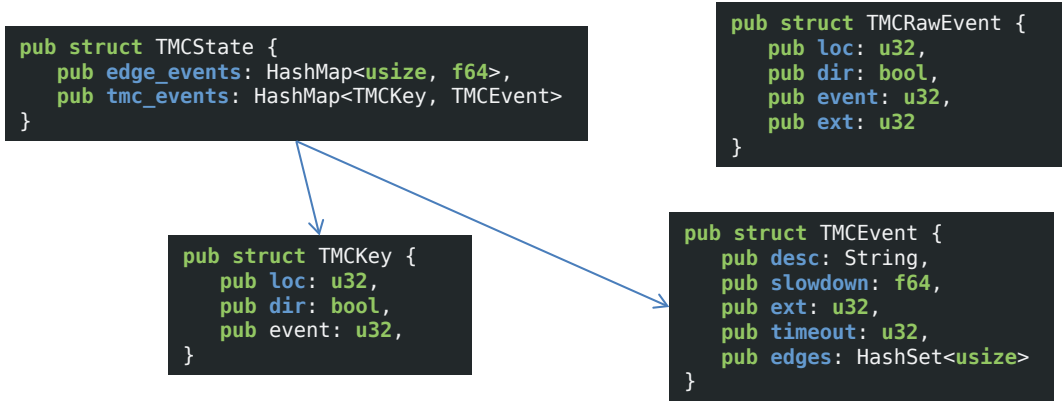 pub struct TMCState {
pub edge_events: HashMap<usize, f64>,
pub tmc_events: HashMap<TMCKey, TMCEvent>
}
pub struct TMCRawEvent {
pub loc: u32,
pub dir: bool,
pub event: u32,
pub ext: u32
}
pub struct TMCKey {
pub loc: u32,
pub dir: bool,
pub event: u32,
}
pub struct TMCEvent {
pub desc: String,
pub slowdown: f64,
pub ext: u32,
pub timeout: u32,
pub edges: HashSet<usize>
}